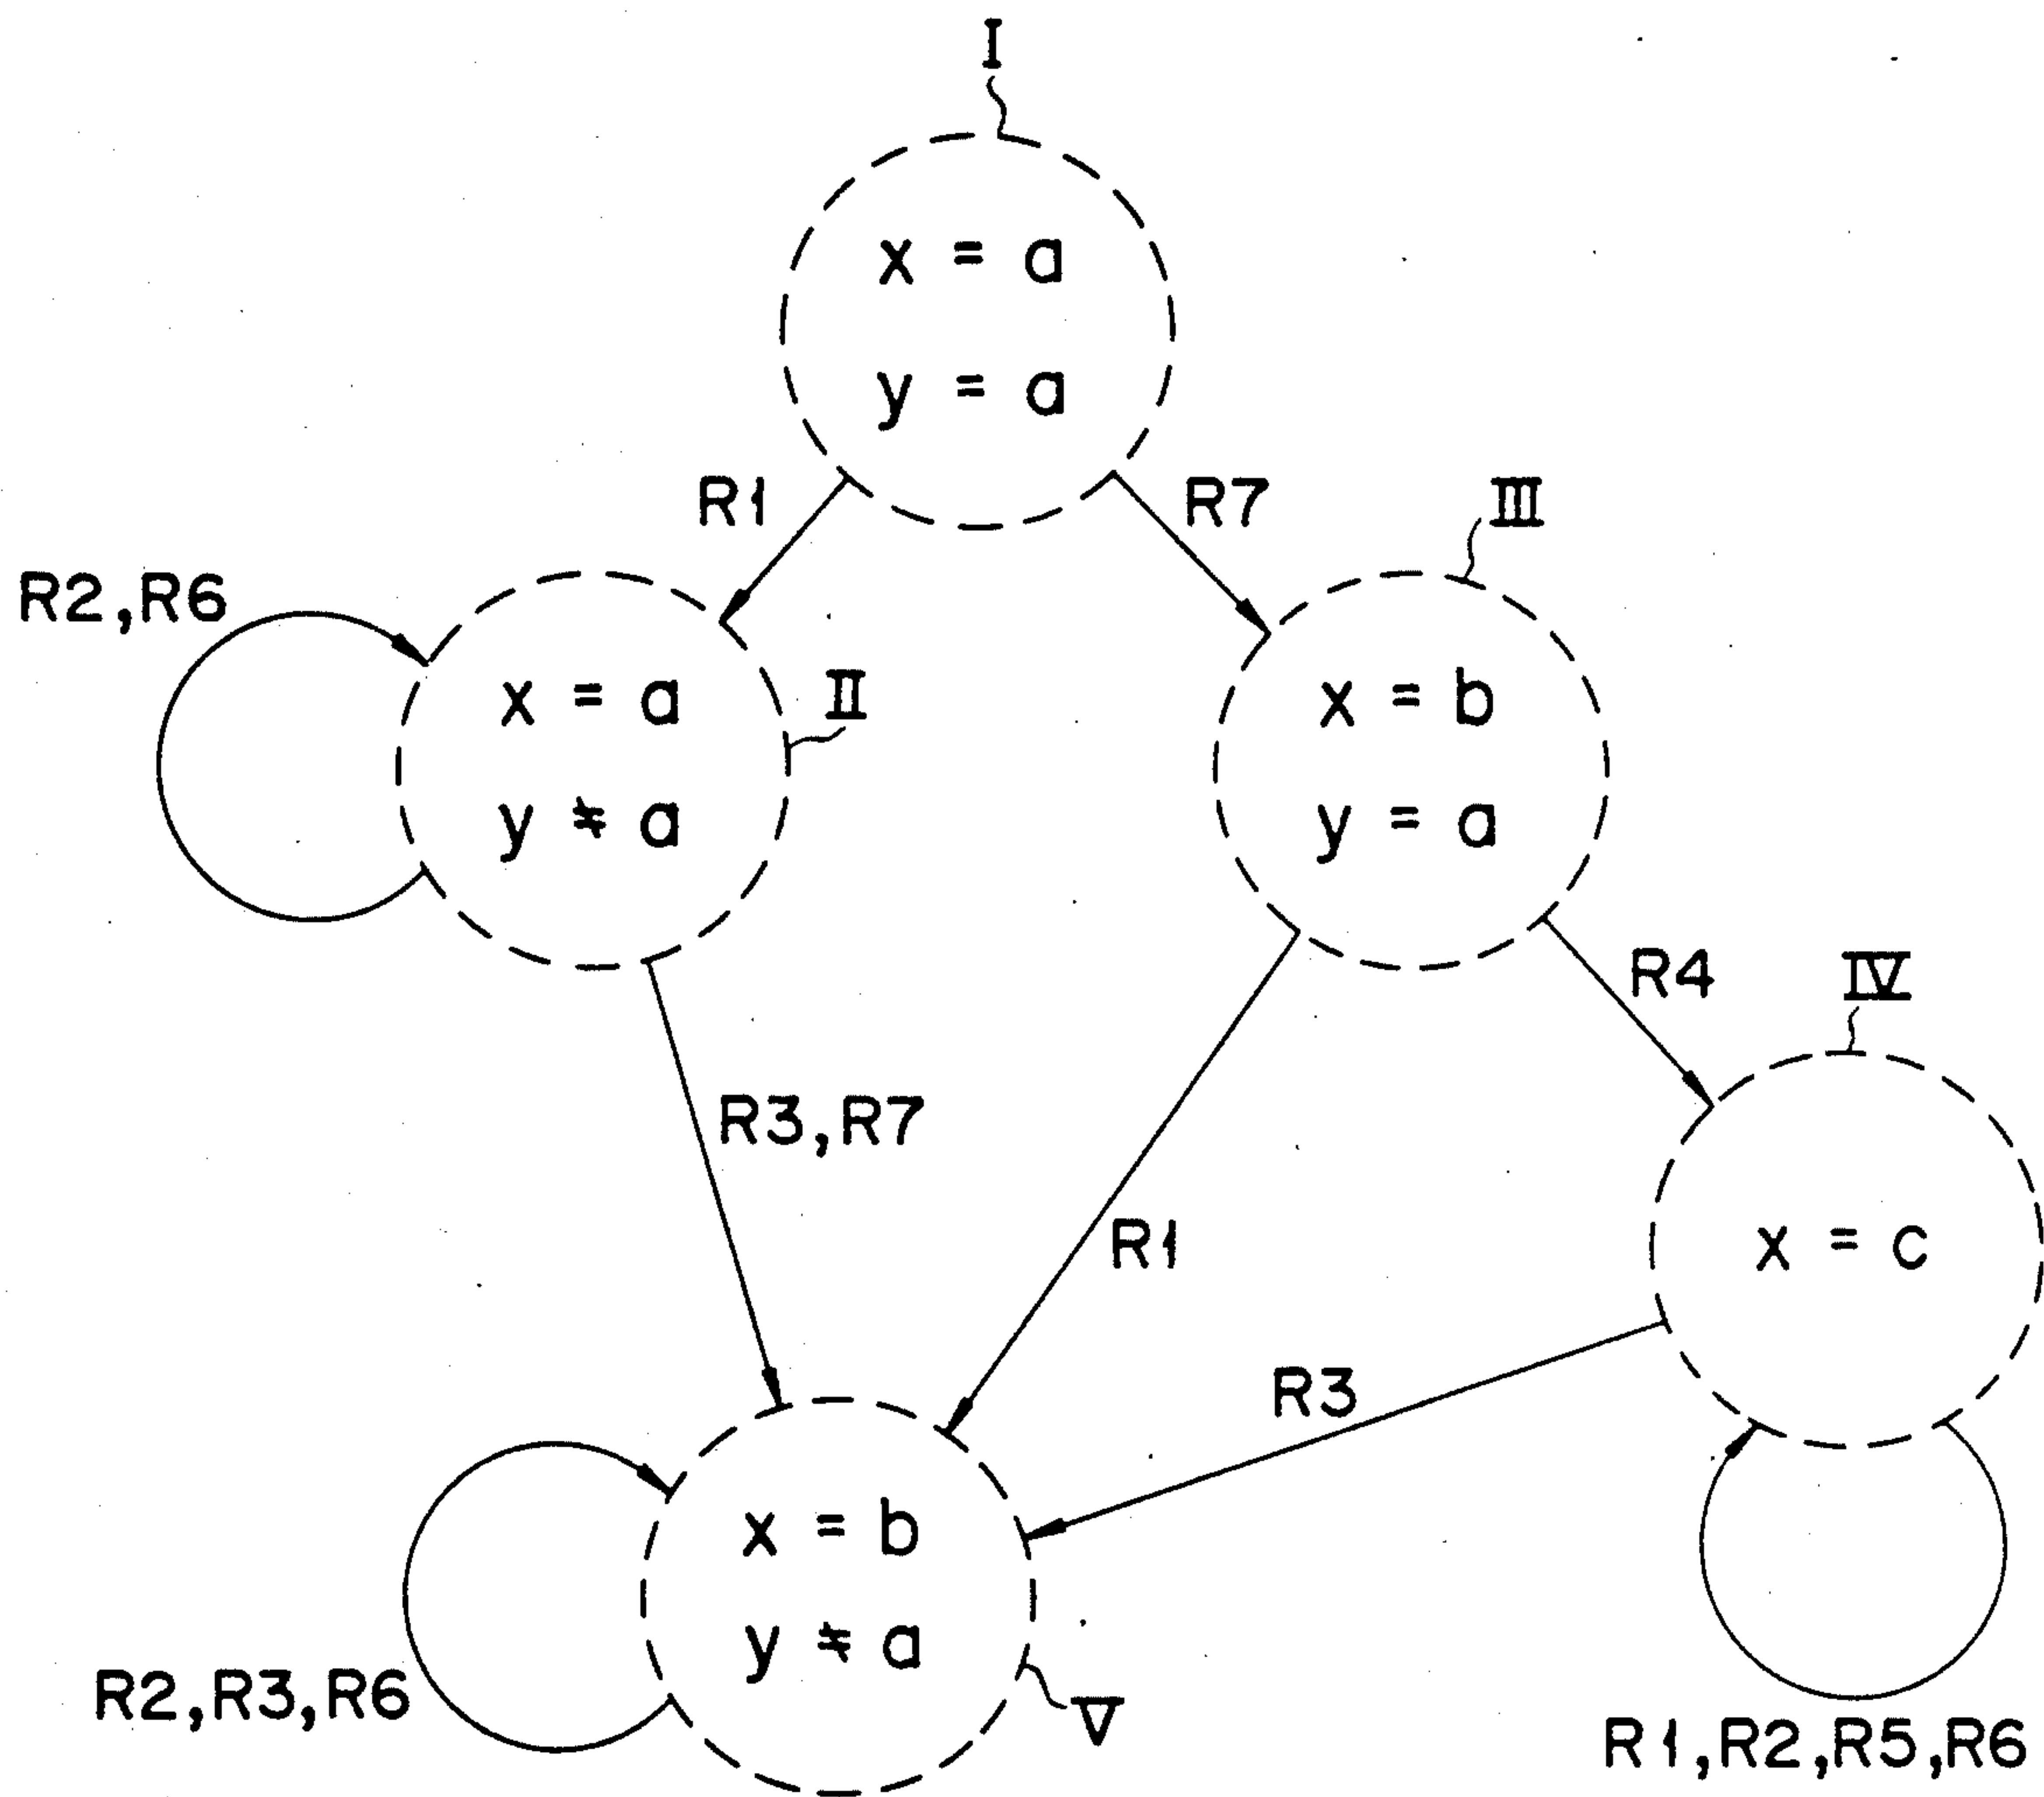 I
x = a
y = a
R1
R7
III
R2,R6
x = a
y ≠ a
II
x = b
y = a
R4
IV
R3,R7
R1
x = c
R3
x = b
y ≠ a
R2,R3,R6
V
R1,R2,R5,R6